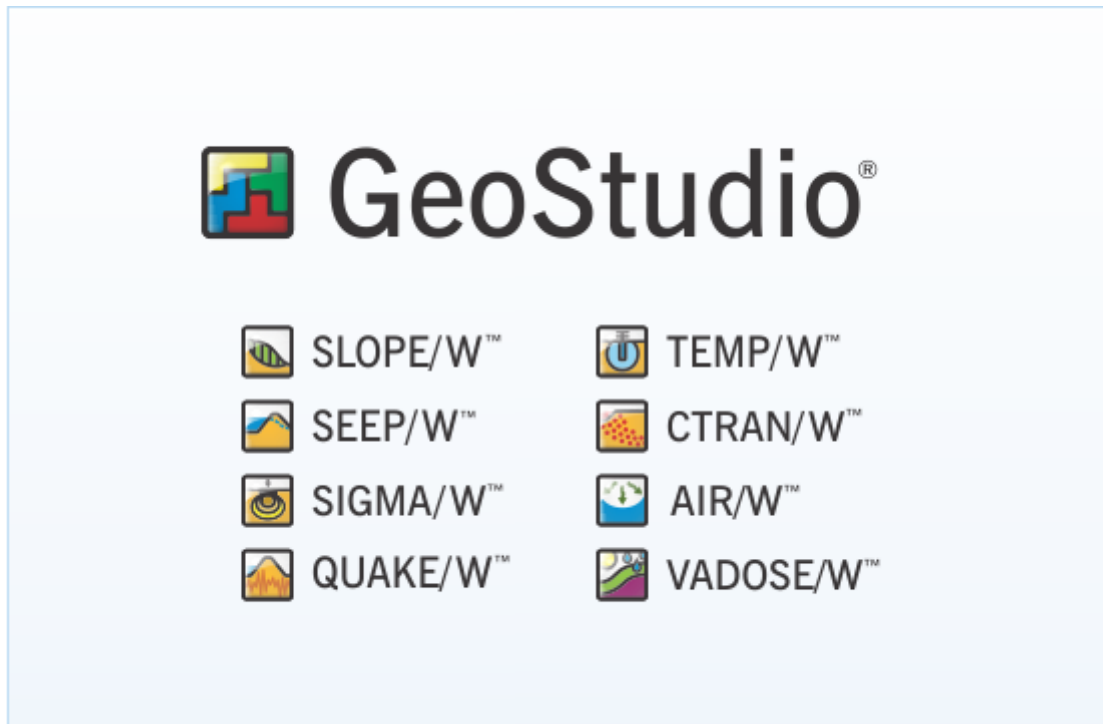 GeoStudio®
SLOPE/W™
SEEP/W™
SIGMA/W™
QUAKE/W™
TEMP/W™
CTRAN/W™
AIR/W™
VADOSE/W™